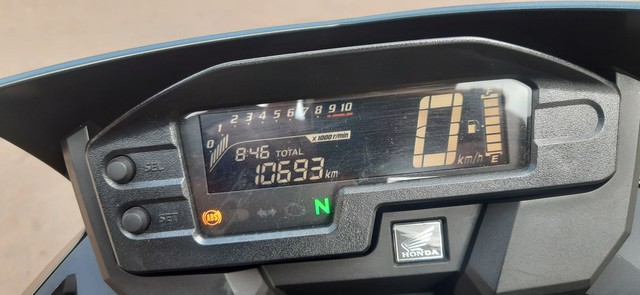 0 1 2 3 4 5 6 7 8 9 10
x 1000 r/min
8:46 TOTAL
10693 km
0 km/h
F
E
SEL
SET
ABS
N
HONDA